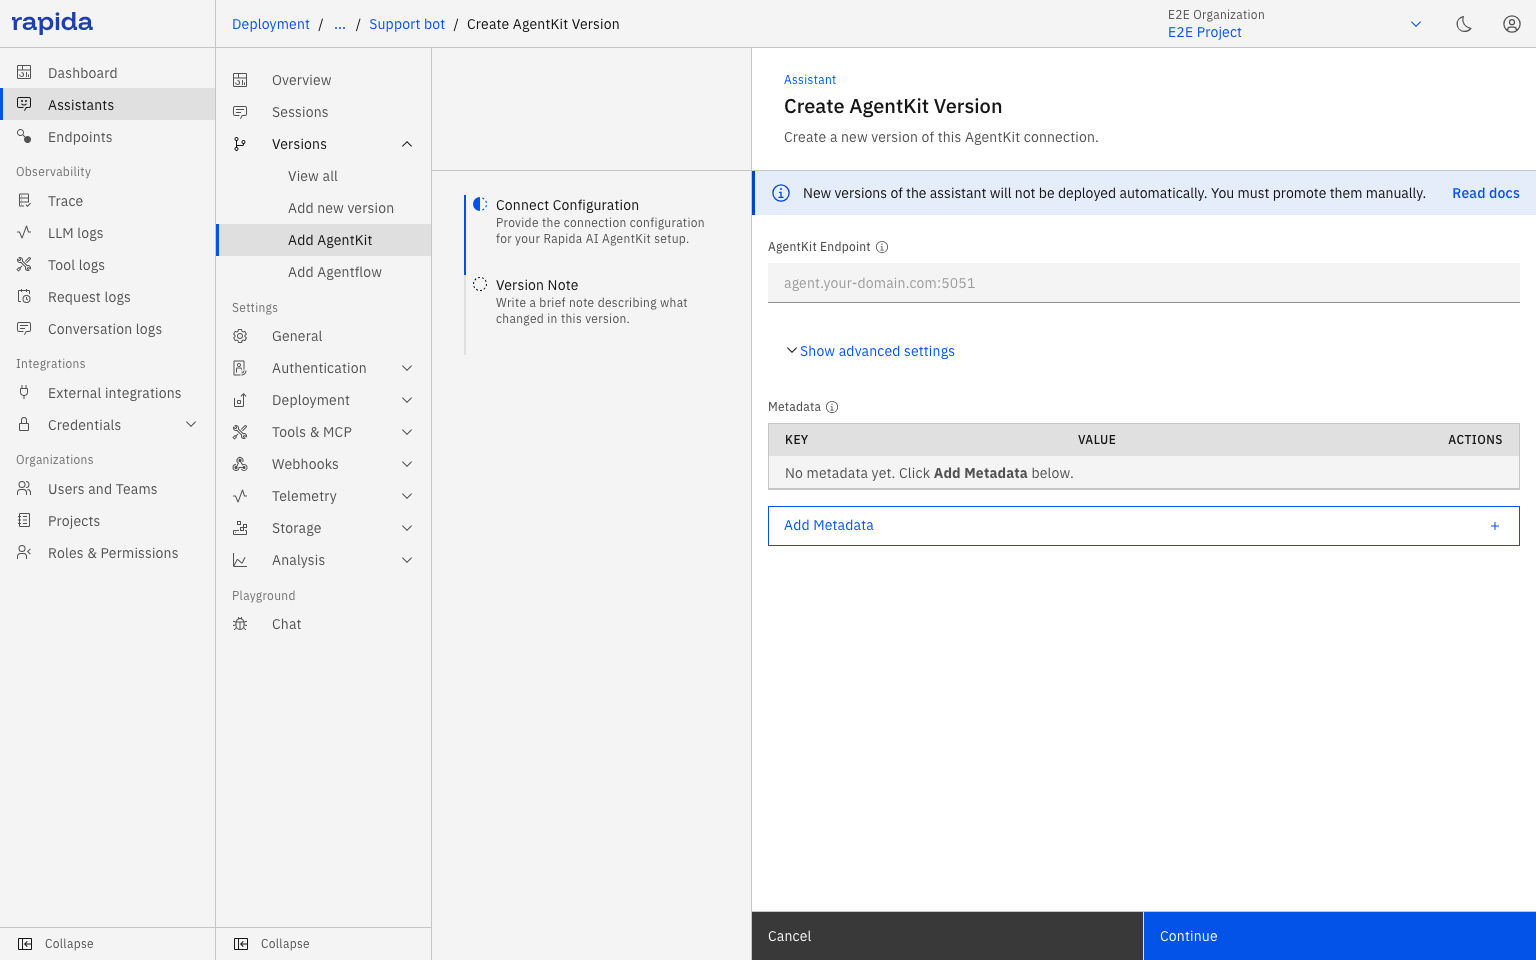 rapida
Deployment / ... / Support bot / Create AgentKit Version
E2E Organization
E2E Project
Dashboard
Assistants
Endpoints
Observability
Trace
LLM logs
Tool logs
Request logs
Conversation logs
Integrations
External integrations
Credentials
Organizations
Users and Teams
Projects
Roles & Permissions
Collapse
Overview
Sessions
Versions
View all
Add new version
Add AgentKit
Add Agentflow
Settings
General
Authentication
Deployment
Tools & MCP
Webhooks
Telemetry
Storage
Analysis
Playground
Chat
Collapse
Connect Configuration
Provide the connection configuration
for your Rapida AI AgentKit setup.
Version Note
Write a brief note describing what
changed in this version.
Assistant
Create AgentKit Version
Create a new version of this AgentKit connection.
New versions of the assistant will not be deployed automatically. You must promote them manually. Read docs
AgentKit Endpoint
agent.your-domain.com:5051
Show advanced settings
Metadata
KEY VALUE ACTIONS
No metadata yet. Click Add Metadata below.
Add Metadata +
Cancel
Continue